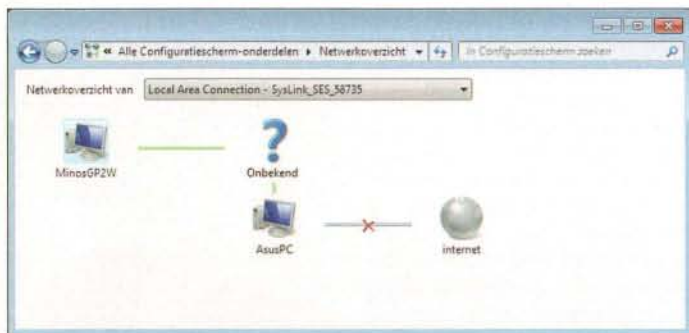 « Alle Configuratiescherm-onderdelen ▸ Netwerkoverzicht
In Configuratiescherm zoeken
Netwerkoverzicht van
Local Area Connection - SysLink_SES_58735
MinosGP2W
Onbekend
AsusPC
internet